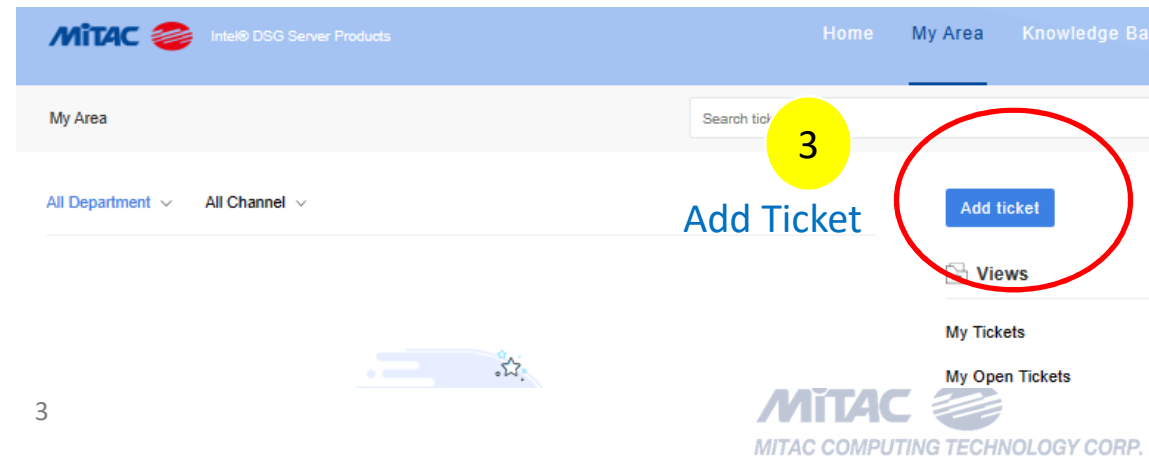 MiTAC Intel® DSG Server Products Home My Area Knowledge Ba
My Area Search tick
3
All Department All Channel Add Ticket Add ticket
Views
My Tickets
My Open Tickets
3
MiTAC
MITAC COMPUTING TECHNOLOGY CORP.